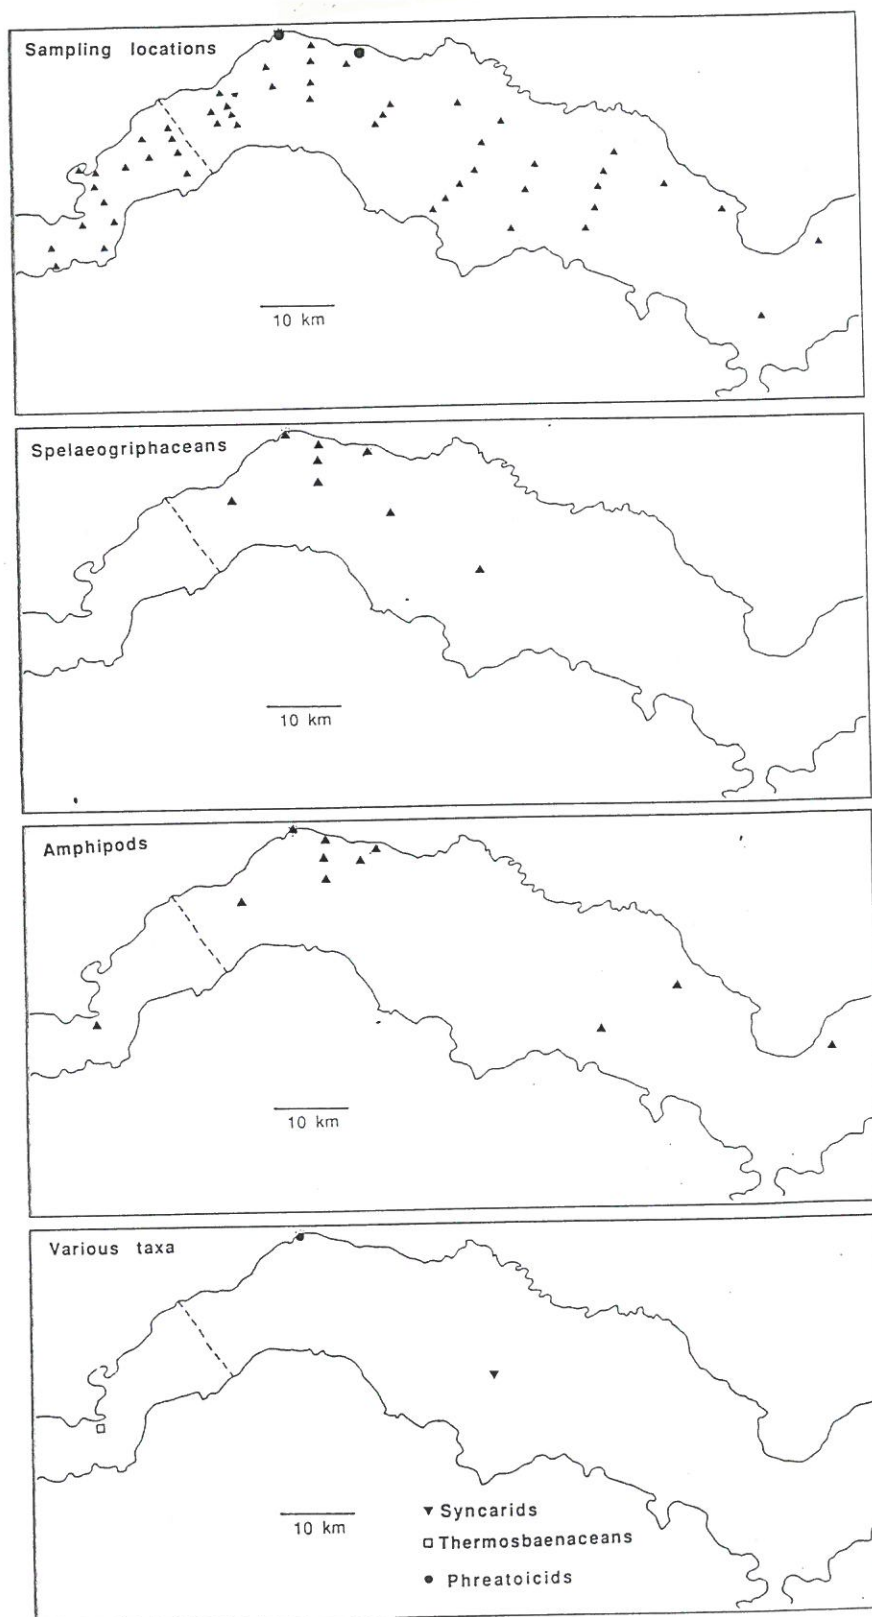 Sampling locations
10 km
Spelaeogriphaceans
10 km
Amphipods
10 km
Various taxa
10 km
Syncarids
Thermosbaenaceans
Phreatoicids